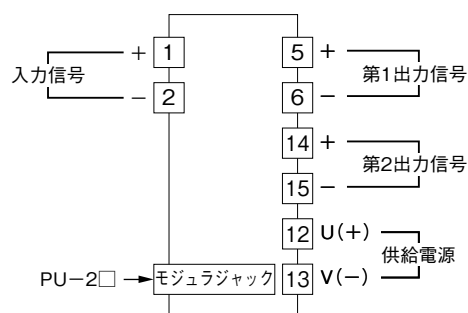 入力信号
+ 1
− 2
5 +
6 −
第1出力信号
14 +
15 −
第2出力信号
12 U(+)
13 V(−)
供給電源
PU−2□
モジュラジャック